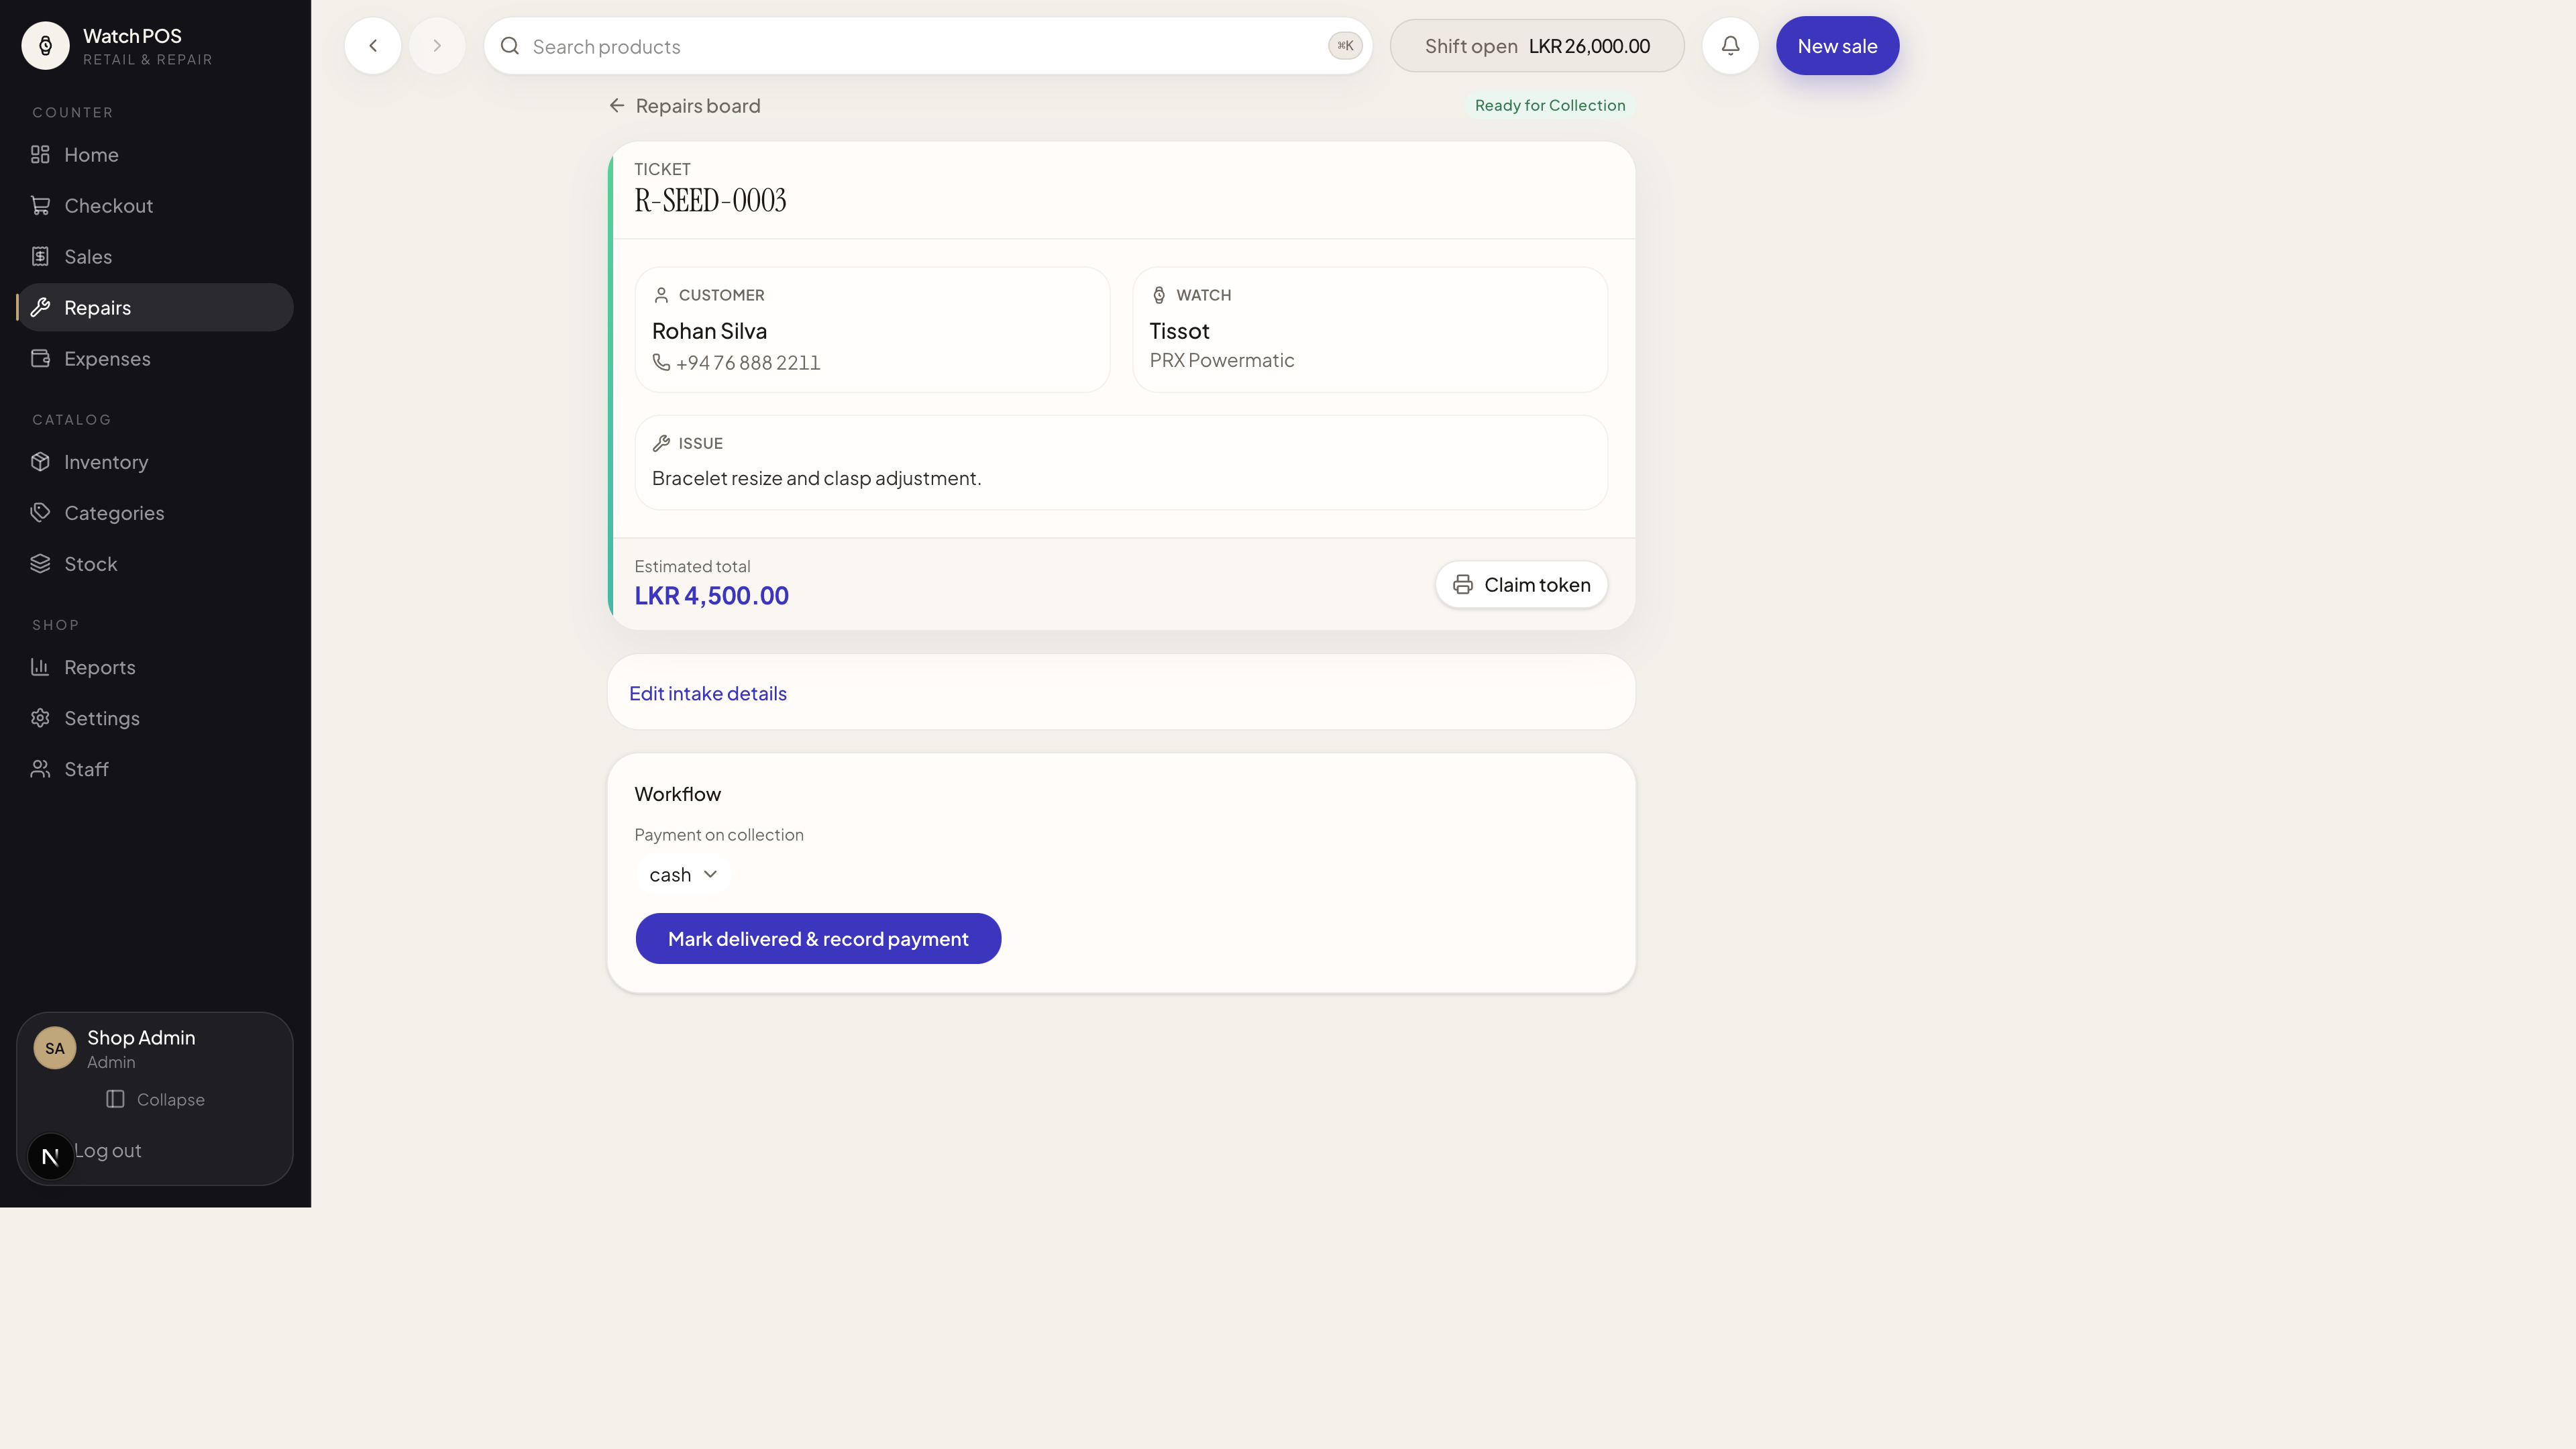 Watch POS
RETAIL & REPAIR
COUNTER
Home
Checkout
Sales
Repairs
Expenses
CATALOG
Inventory
Categories
Stock
SHOP
Reports
Settings
Staff
SA
Shop Admin
Admin
Collapse
N
Log out
Search products
⌘K
Shift open LKR 26,000.00
New sale
Repairs board
Ready for Collection
TICKET
R-SEED-0003
CUSTOMER
Rohan Silva
+94 76 888 2211
WATCH
Tissot
PRX Powermatic
ISSUE
Bracelet resize and clasp adjustment.
Estimated total
LKR 4,500.00
Claim token
Edit intake details
Workflow
Payment on collection
cash
Mark delivered & record payment